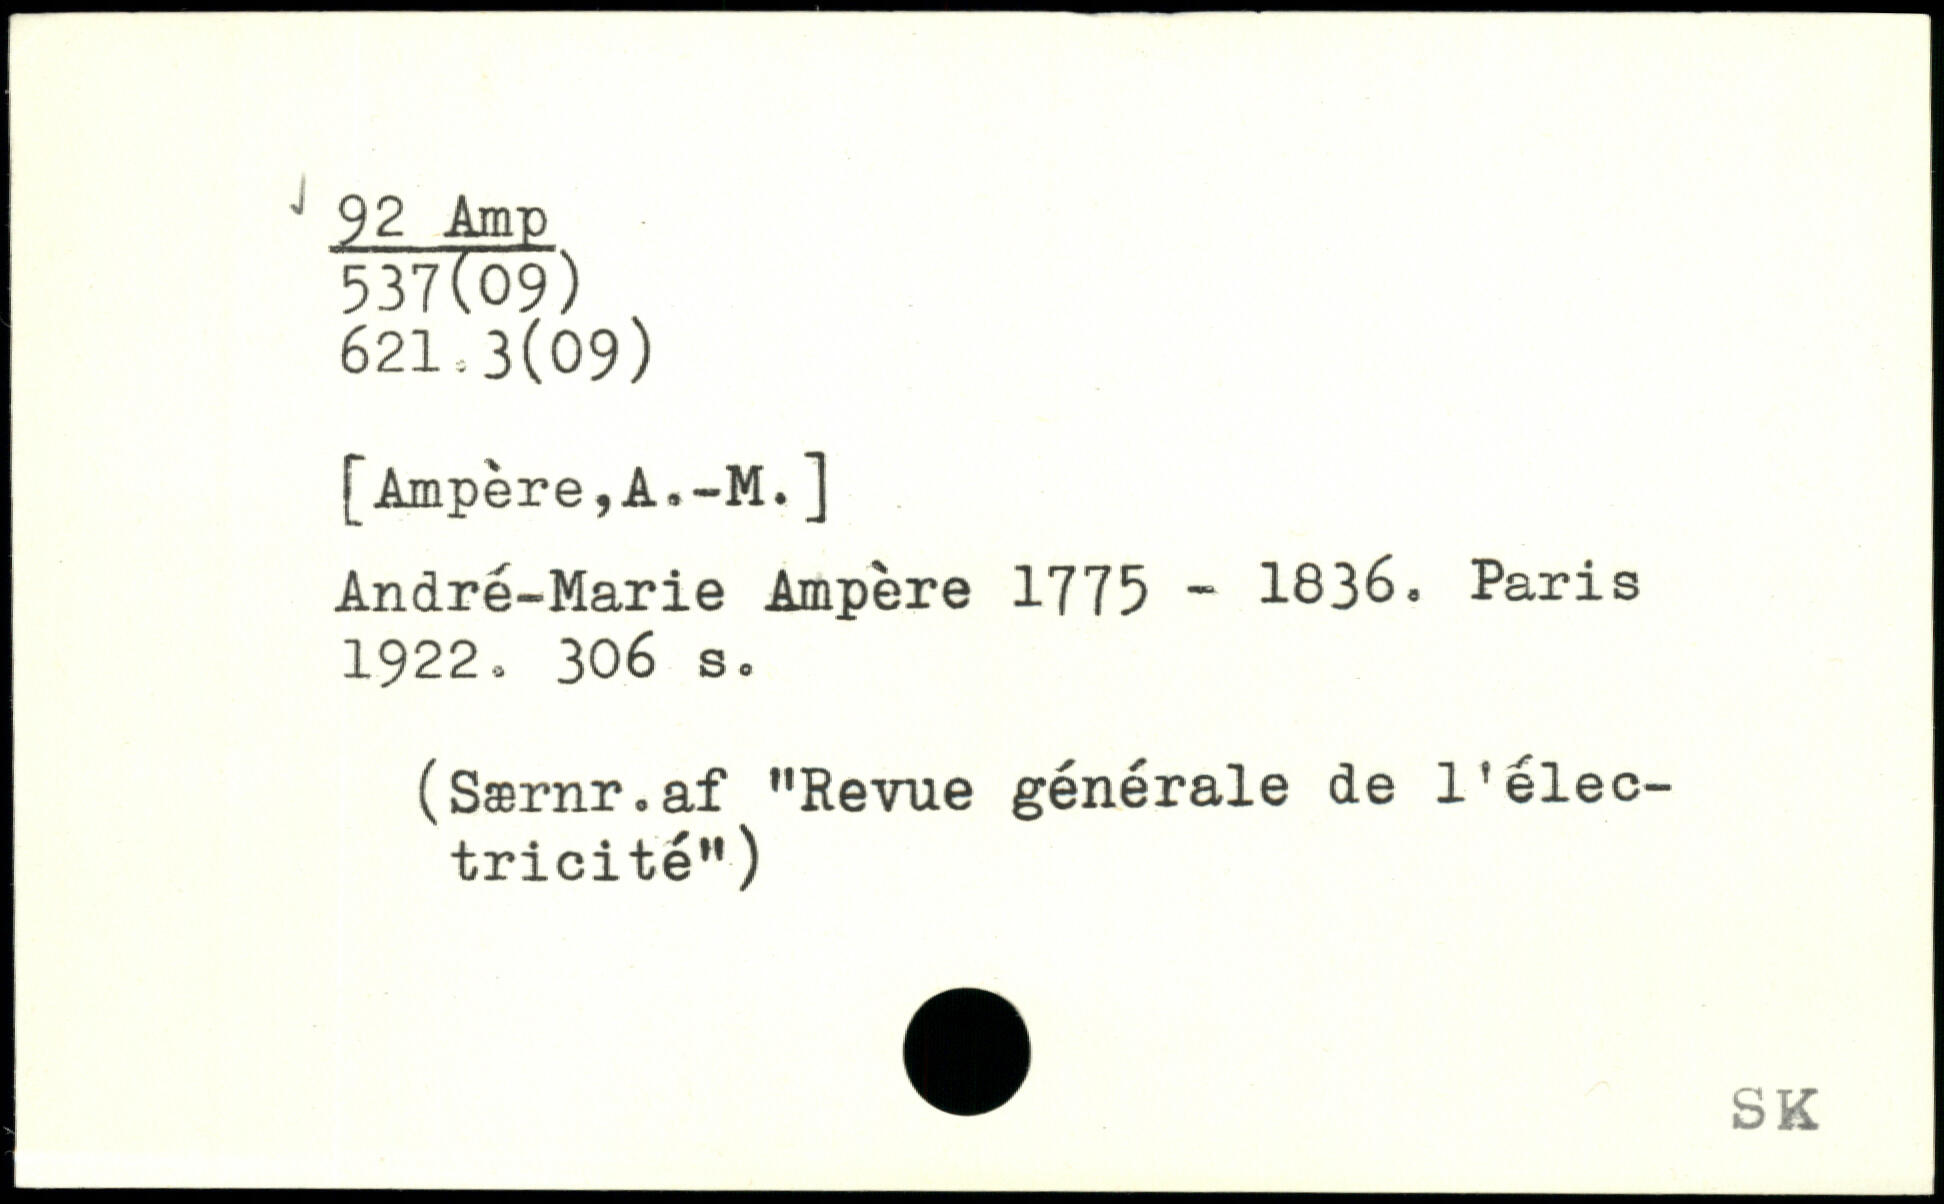 92 Amp
537(09)
621.3(09)
[Ampère,A.-M.]
André-Marie Ampère 1775 - 1836. Paris
1922. 306 s.
(Særnr.af "Revue générale de l'élec-
tricité")
SK